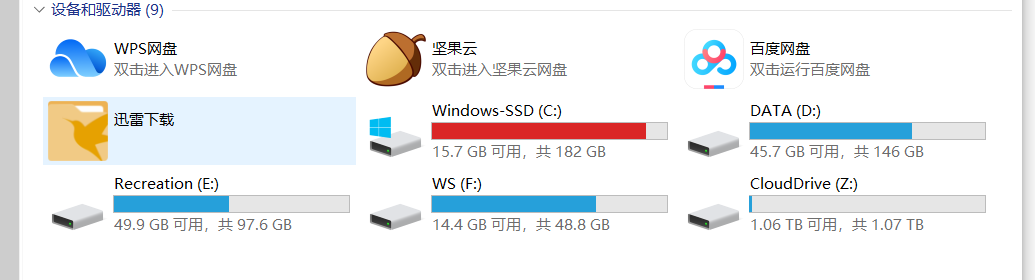 设备和驱动器 (9)
WPS网盘
双击进入WPS网盘
坚果云
双击进入坚果云网盘
百度网盘
双击运行百度网盘
迅雷下载
Windows-SSD (C:)
15.7 GB 可用，共 182 GB
DATA (D:)
45.7 GB 可用，共 146 GB
Recreation (E:)
49.9 GB 可用，共 97.6 GB
WS (F:)
14.4 GB 可用，共 48.8 GB
CloudDrive (Z:)
1.06 TB 可用，共 1.07 TB